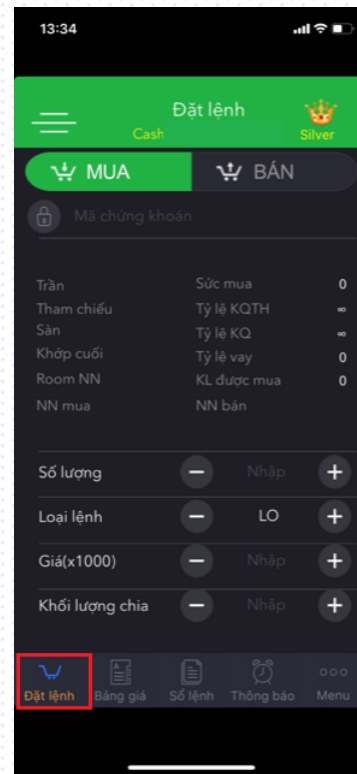 13:34
Đặt lệnh
Cash
Silver
MUA
BÁN
Mã chứng khoán
Trần
Sức mua 0
Tham chiếu
Tỷ lệ KQTH ∞
Sàn
Tỷ lệ KQ ∞
Khớp cuối
Tỷ lệ vay 0
Room NN
KL được mua 0
NN mua
NN bán
Số lượng − Nhập +
Loại lệnh − LO +
Giá(x1000) − Nhập +
Khối lượng chia − Nhập +
Đặt lệnh
Bảng giá
Sổ lệnh
Thông báo
Menu